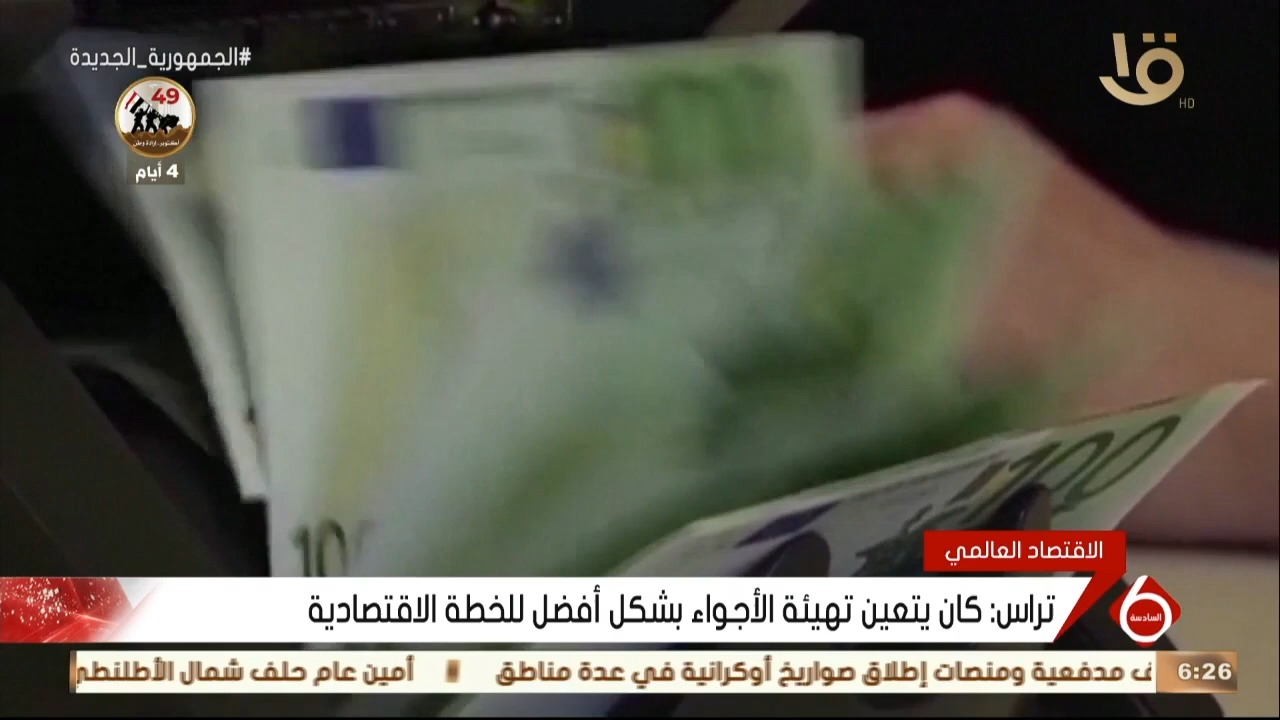 #الجمهورية_الجديدة
49
4 أيام
HD
100
الاقتصاد العالمي
تراس: كان يتعين تهيئة الأجواء بشكل أفضل للخطة الاقتصادية
السادسة
مدفعية ومنصات إطلاق صواريخ أوكرانية في عدة مناطق
أمين عام حلف شمال الأطلنطي
6:26